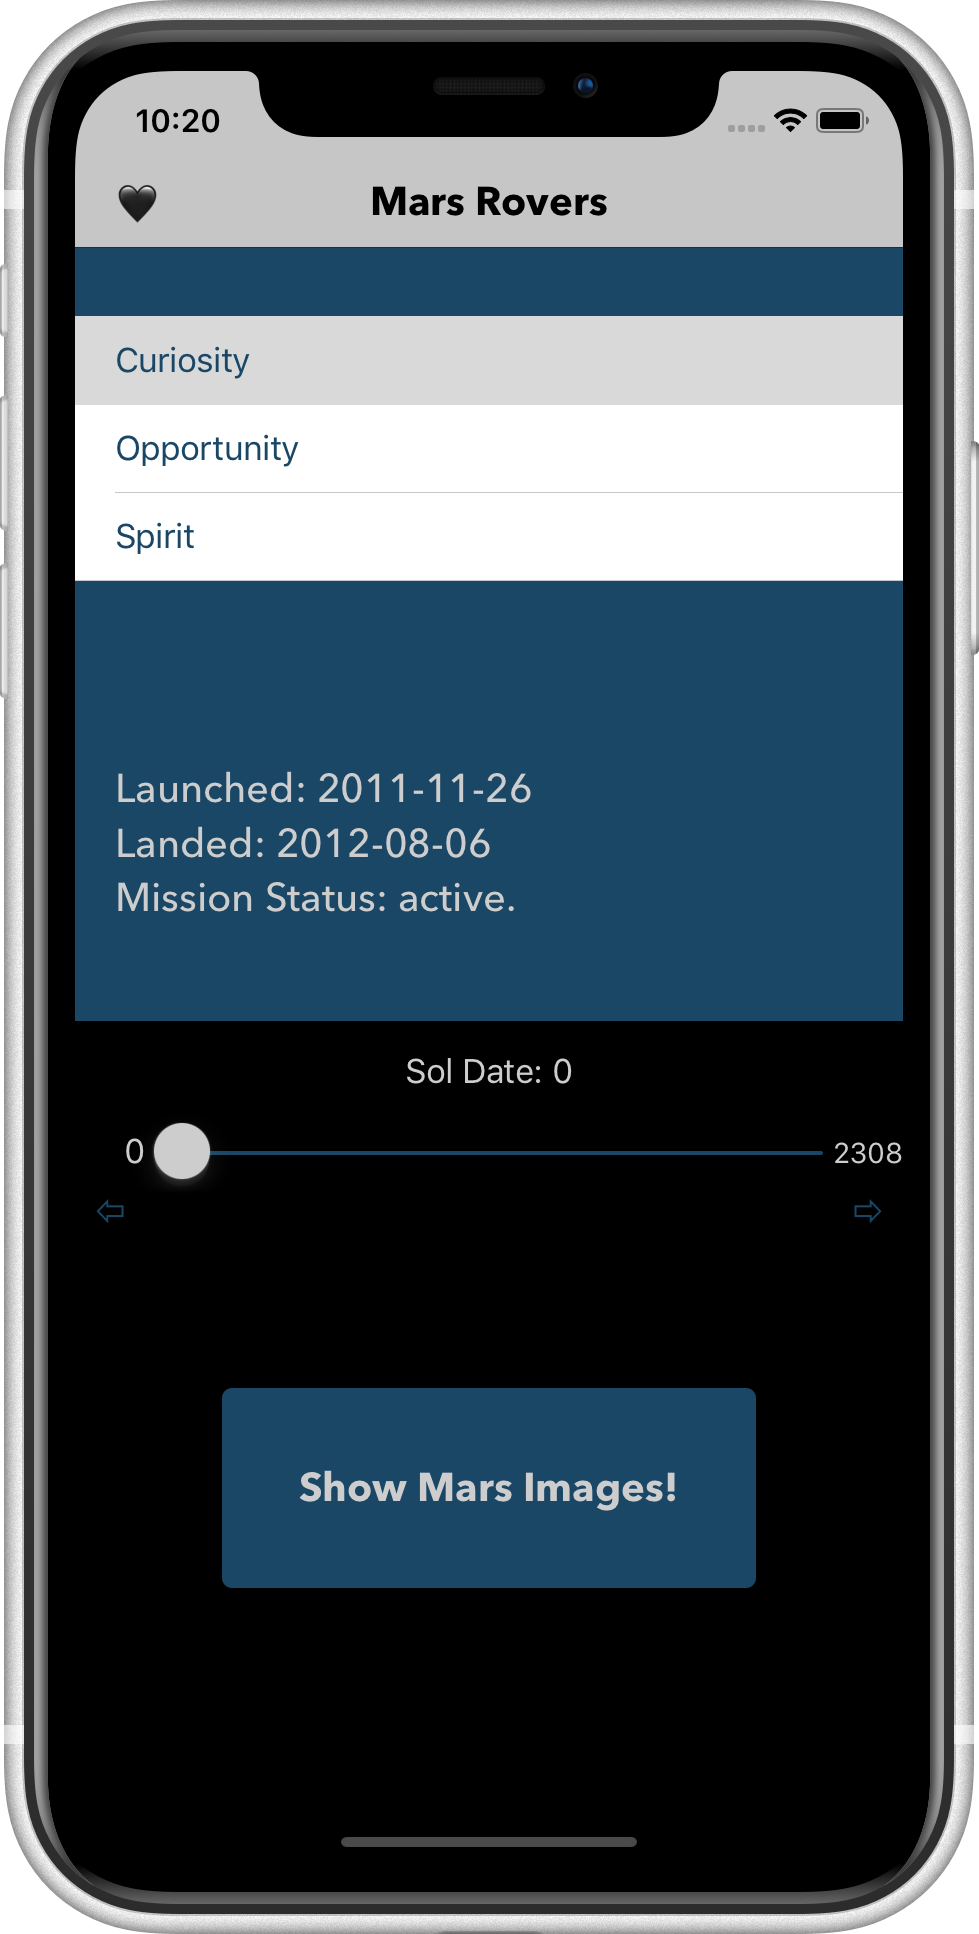 10:20
Mars Rovers
Curiosity
Opportunity
Spirit
Launched: 2011-11-26
Landed: 2012-08-06
Mission Status: active.
Sol Date: 0
0 2308
Show Mars Images!